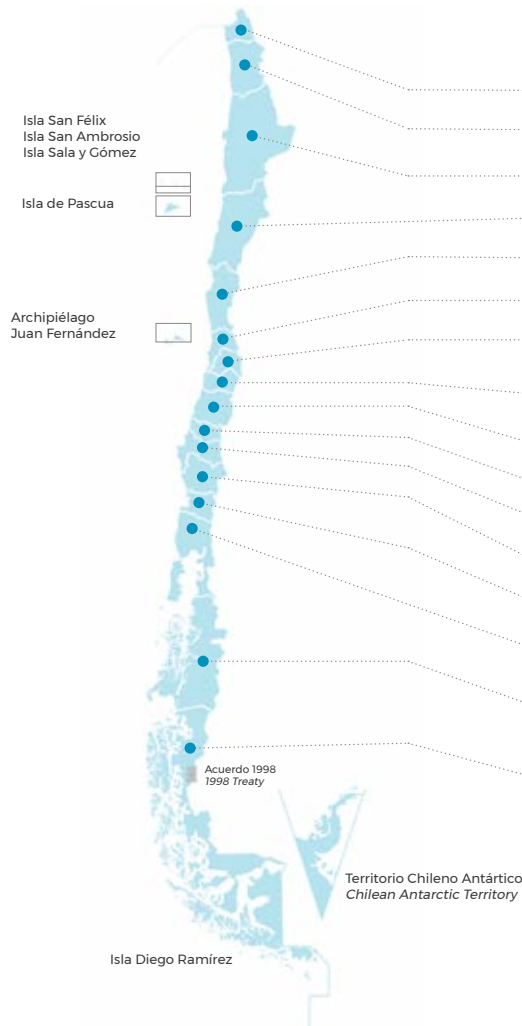 Isla San Félix
Isla San Ambrosio
Isla Sala y Gómez
Isla de Pascua
Archipiélago
Juan Fernández
Acuerdo 1998
1998 Treaty
Territorio Chileno Antártico
Chilean Antarctic Territory
Isla Diego Ramírez